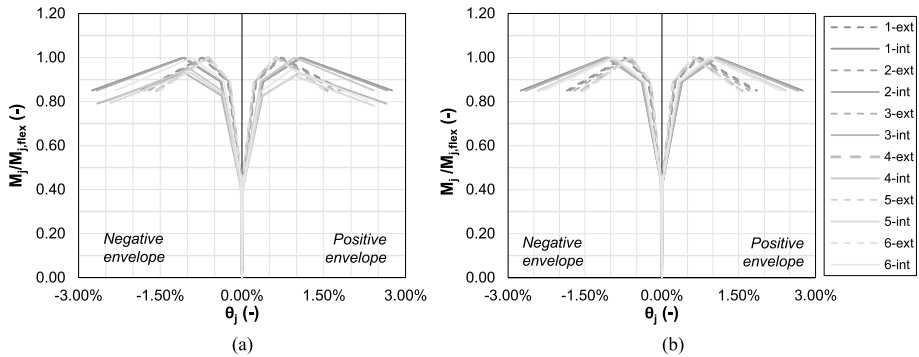 1.20
1.00
0.80
0.60
0.40
0.20
0.00
Mj/Mj,flex (-)
Negative envelope
Positive envelope
-3.00% -1.50% 0.00% 1.50% 3.00%
θj (-)
(a)
1.20
1.00
0.80
0.60
0.40
0.20
0.00
Mj /Mj,flex (-)
Negative envelope
Positive envelope
-3.00% -1.50% 0.00% 1.50% 3.00%
θj (-)
(b)
1-ext
1-int
2-ext
2-int
3-ext
3-int
4-ext
4-int
5-ext
5-int
6-ext
6-int